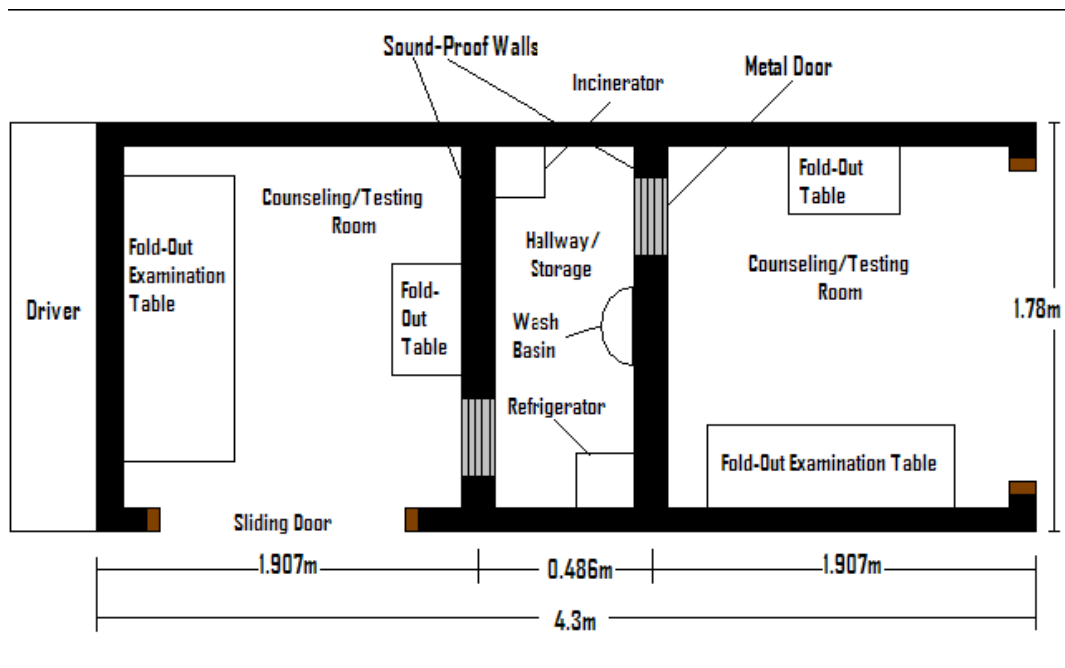 Sound-Proof Walls
Incinerator
Metal Door
Counseling/Testing
Room
Fold-Out
Examination
Table
Fold-
Out
Table
Driver
Hallway/
Storage
Wash
Basin
Refrigerator
Fold-Out
Table
Counseling/Testing
Room
1.78m
Fold-Out Examination Table
Sliding Door
1.907m
0.486m
1.907m
4.3m